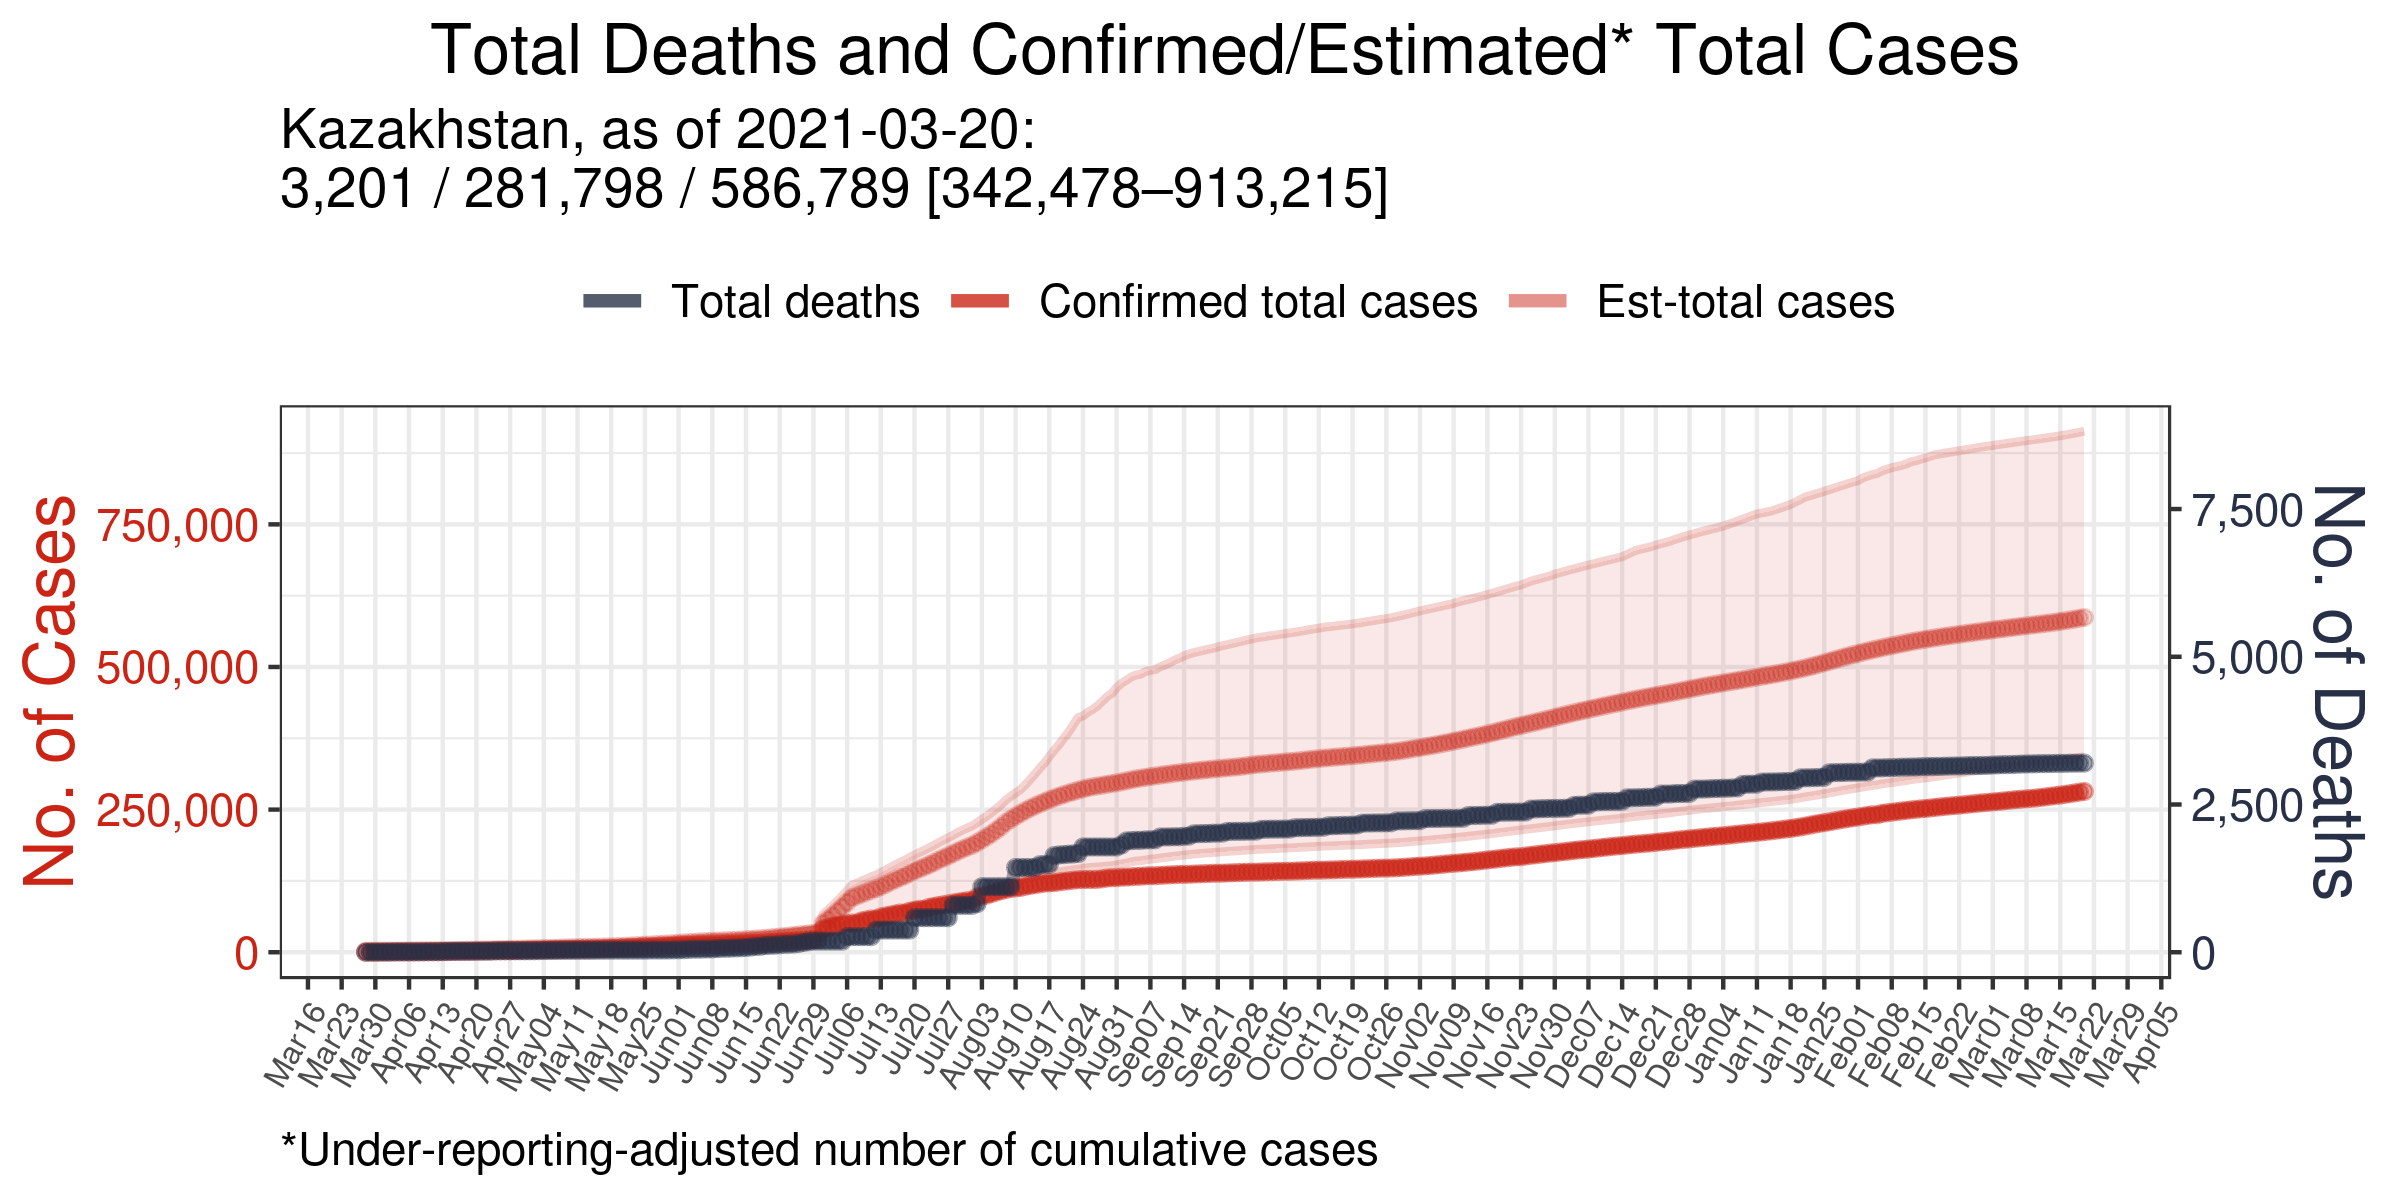 Total Deaths and Confirmed/Estimated* Total Cases
Kazakhstan, as of 2021-03-20:
3,201 / 281,798 / 586,789 [342,478–913,215]
Total deaths
Confirmed total cases
Est-total cases
No. of Cases
750,000
500,000
250,000
0
7,500
5,000
2,500
0
No. of Deaths
Mar16
Mar23
Mar30
Apr06
Apr13
Apr20
Apr27
May04
May11
May18
May25
Jun01
Jun08
Jun15
Jun22
Jun29
Jul06
Jul13
Jul20
Jul27
Aug03
Aug10
Aug17
Aug24
Aug31
Sep07
Sep14
Sep21
Sep28
Oct05
Oct12
Oct19
Oct26
Nov02
Nov09
Nov16
Nov23
Nov30
Dec07
Dec14
Dec21
Dec28
Jan04
Jan11
Jan18
Jan25
Feb01
Feb08
Feb15
Feb22
Mar01
Mar08
Mar15
Mar22
Mar29
Apr05
*Under-reporting-adjusted number of cumulative cases